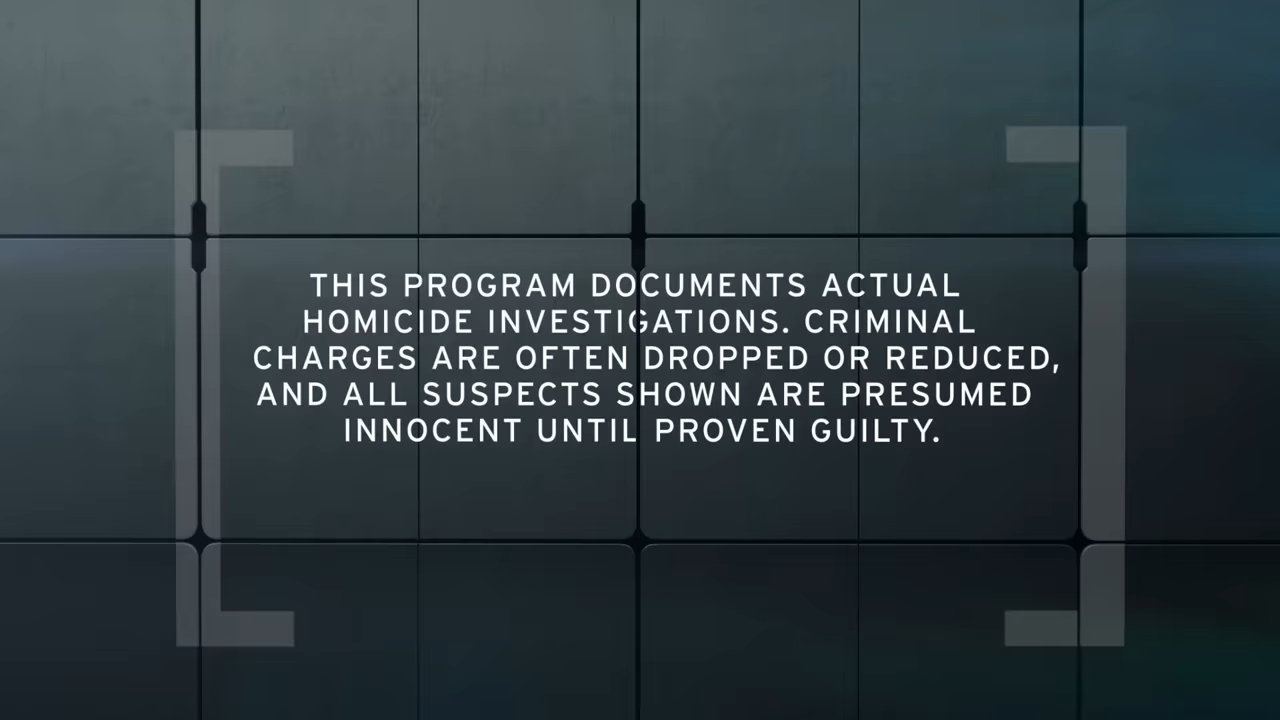 THIS PROGRAM DOCUMENTS ACTUAL
HOMICIDE INVESTIGATIONS. CRIMINAL
CHARGES ARE OFTEN DROPPED OR REDUCED,
AND ALL SUSPECTS SHOWN ARE PRESUMED
INNOCENT UNTIL PROVEN GUILTY.